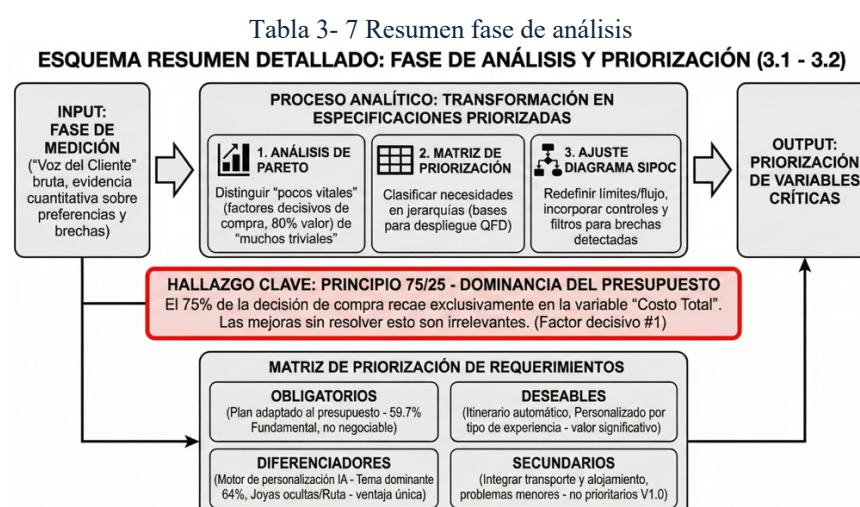 Tabla 3- 7 Resumen fase de análisis
ESQUEMA RESUMEN DETALLADO: FASE DE ANÁLISIS Y PRIORIZACIÓN (3.1 - 3.2)
INPUT:
FASE DE
MEDICIÓN
("Voz del Cliente"
bruta, evidencia
cuantitativa sobre
preferencias y
brechas)
PROCESO ANALÍTICO: TRANSFORMACIÓN EN
ESPECIFICACIONES PRIORIZADAS
1. ANÁLISIS DE
PARETO
Distinguir "pocos vitales"
(factores decisivos de
compra, 80% valor) de
"muchos triviales"
2. MATRIZ DE
PRIORIZACIÓN
Clasificar necesidades
en jerarquías (bases
para despliegue QFD)
3. AJUSTE
DIAGRAMA SIPOC
Redefinir límites/flujo,
incorporar controles y
filtros para brechas
detectadas
OUTPUT:
PRIORIZACIÓN
DE VARIABLES
CRÍTICAS
HALLAZGO CLAVE: PRINCIPIO 75/25 - DOMINANCIA DEL PRESUPUESTO
El 75% de la decisión de compra recae exclusivamente en la variable "Costo Total".
Las mejoras sin resolver esto son irrelevantes. (Factor decisivo #1)
MATRIZ DE PRIORIZACIÓN DE REQUERIMIENTOS
OBLIGATORIOS
(Plan adaptado al presupuesto - 59.7%
Fundamental, no negociable)
DESEABLES
(Itinerario automático, Personalizado por
tipo de experiencia - valor significativo)
DIFERENCIADORES
(Motor de personalización IA - Tema dominante
64%, Joyas ocultas/Ruta - ventaja única)
SECUNDARIOS
(Integrar transporte y alojamiento,
problemas menores - no prioritarios V1.0)